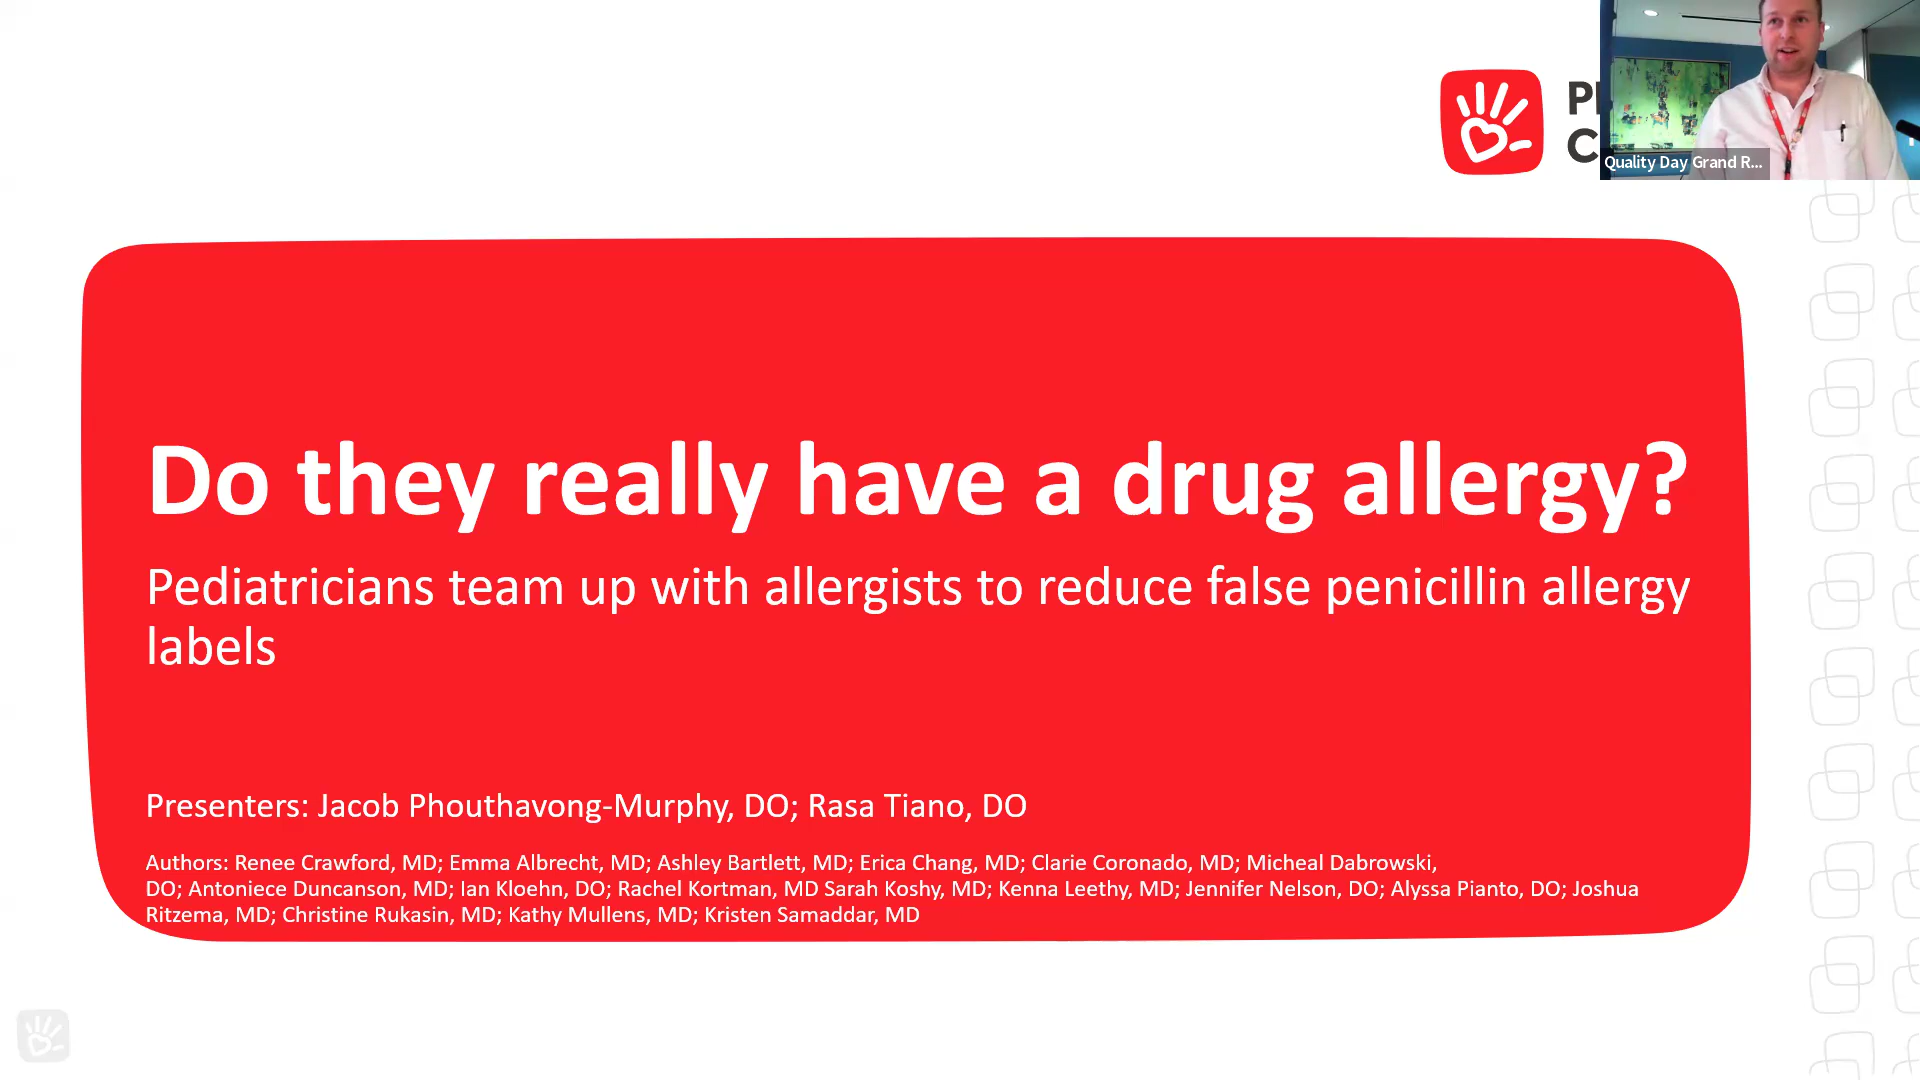 Quality Day Grand R...
Do they really have a drug allergy?
Pediatricians team up with allergists to reduce false penicillin allergy
labels
Presenters: Jacob Phouthavong-Murphy, DO; Rasa Tiano, DO
Authors: Renee Crawford, MD; Emma Albrecht, MD; Ashley Bartlett, MD; Erica Chang, MD; Clarie Coronado, MD; Micheal Dabrowski,
DO; Antoniece Duncanson, MD; Ian Kloehn, DO; Rachel Kortman, MD Sarah Koshy, MD; Kenna Leethy, MD; Jennifer Nelson, DO; Alyssa Pianto, DO; Joshua
Ritzema, MD; Christine Rukasin, MD; Kathy Mullens, MD; Kristen Samaddar, MD